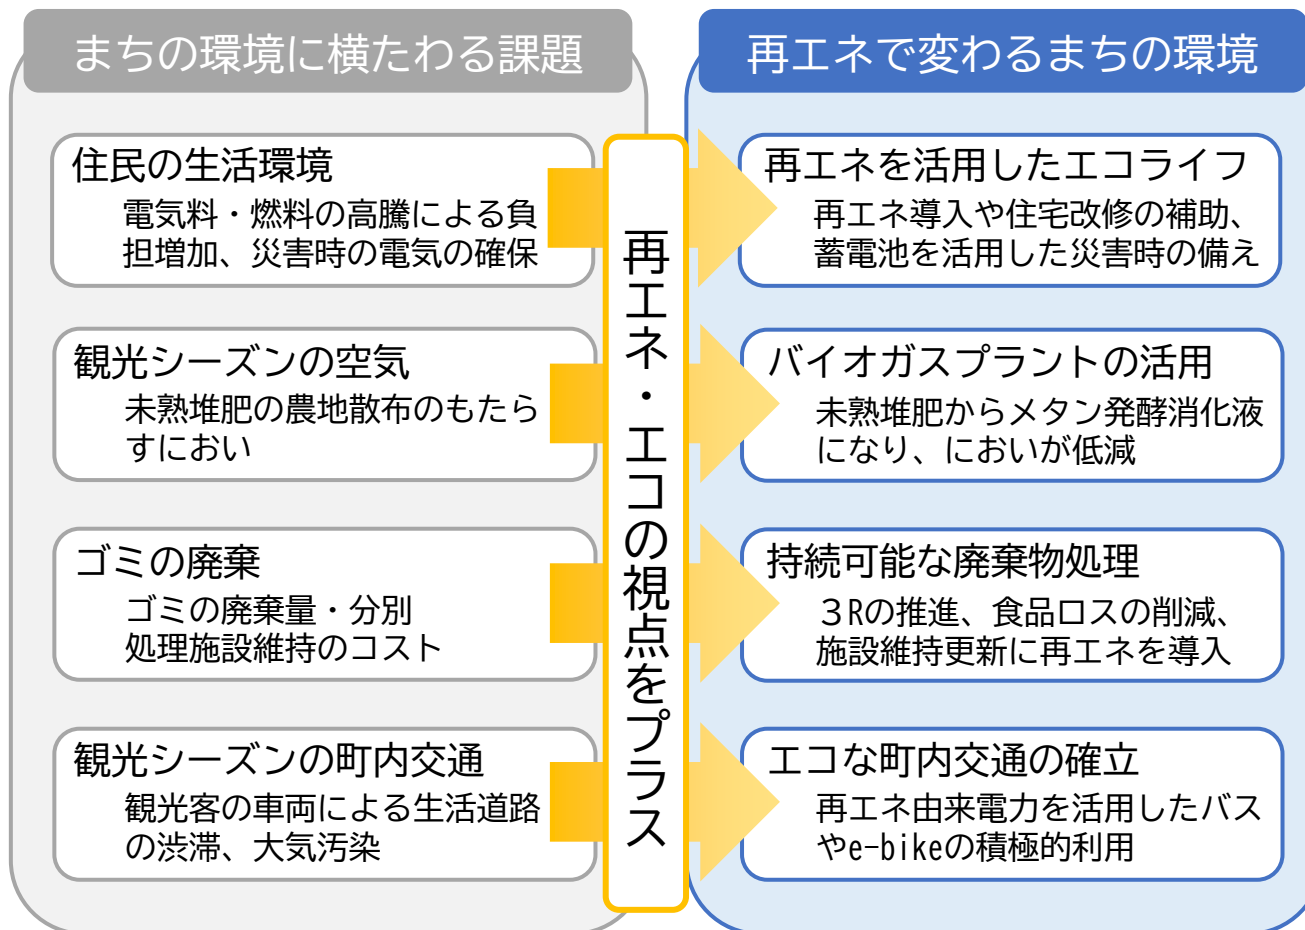 まちの環境に横たわる課題
住民の生活環境
電気料・燃料の高騰による負
担増加、災害時の電気の確保
観光シーズンの空気
未熟堆肥の農地散布のもたら
すにおい
ゴミの廃棄
ゴミの廃棄量・分別
処理施設維持のコスト
観光シーズンの町内交通
観光客の車両による生活道路
の渋滞、大気汚染
再エネ・エコの視点をプラス
再エネで変わるまちの環境
再エネを活用したエコライフ
再エネ導入や住宅改修の補助、
蓄電池を活用した災害時の備え
バイオガスプラントの活用
未熟堆肥からメタン発酵消化液
になり、においが低減
持続可能な廃棄物処理
３Rの推進、食品ロスの削減、
施設維持更新に再エネを導入
エコな町内交通の確立
再エネ由来電力を活用したバス
やe-bikeの積極的利用